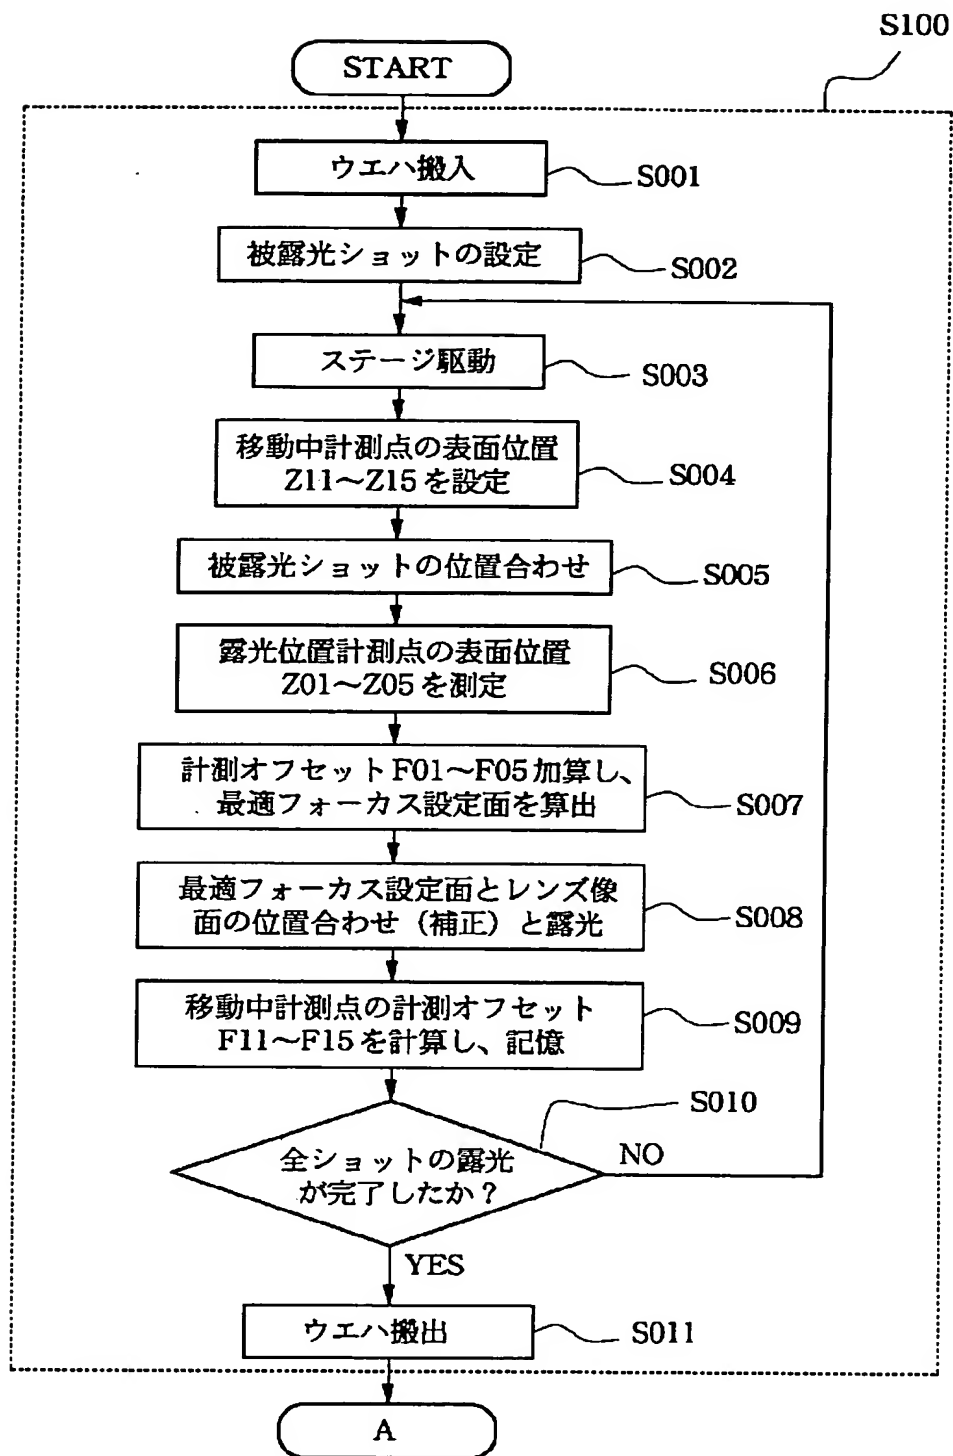 S100
START
ウエハ搬入
S001
被露光ショットの設定
S002
ステージ駆動
S003
移動中計測点の表面位置
Z11〜Z15を設定
S004
被露光ショットの位置合わせ
S005
露光位置計測点の表面位置
Z01〜Z05を測定
S006
計測オフセットF01〜F05加算し、
最適フォーカス設定面を算出
S007
最適フォーカス設定面とレンズ像
面の位置合わせ（補正）と露光
S008
移動中計測点の計測オフセット
F11〜F15を計算し、記憶
S009
S010
全ショットの露光
が完了したか？
NO
YES
ウエハ搬出
S011
A